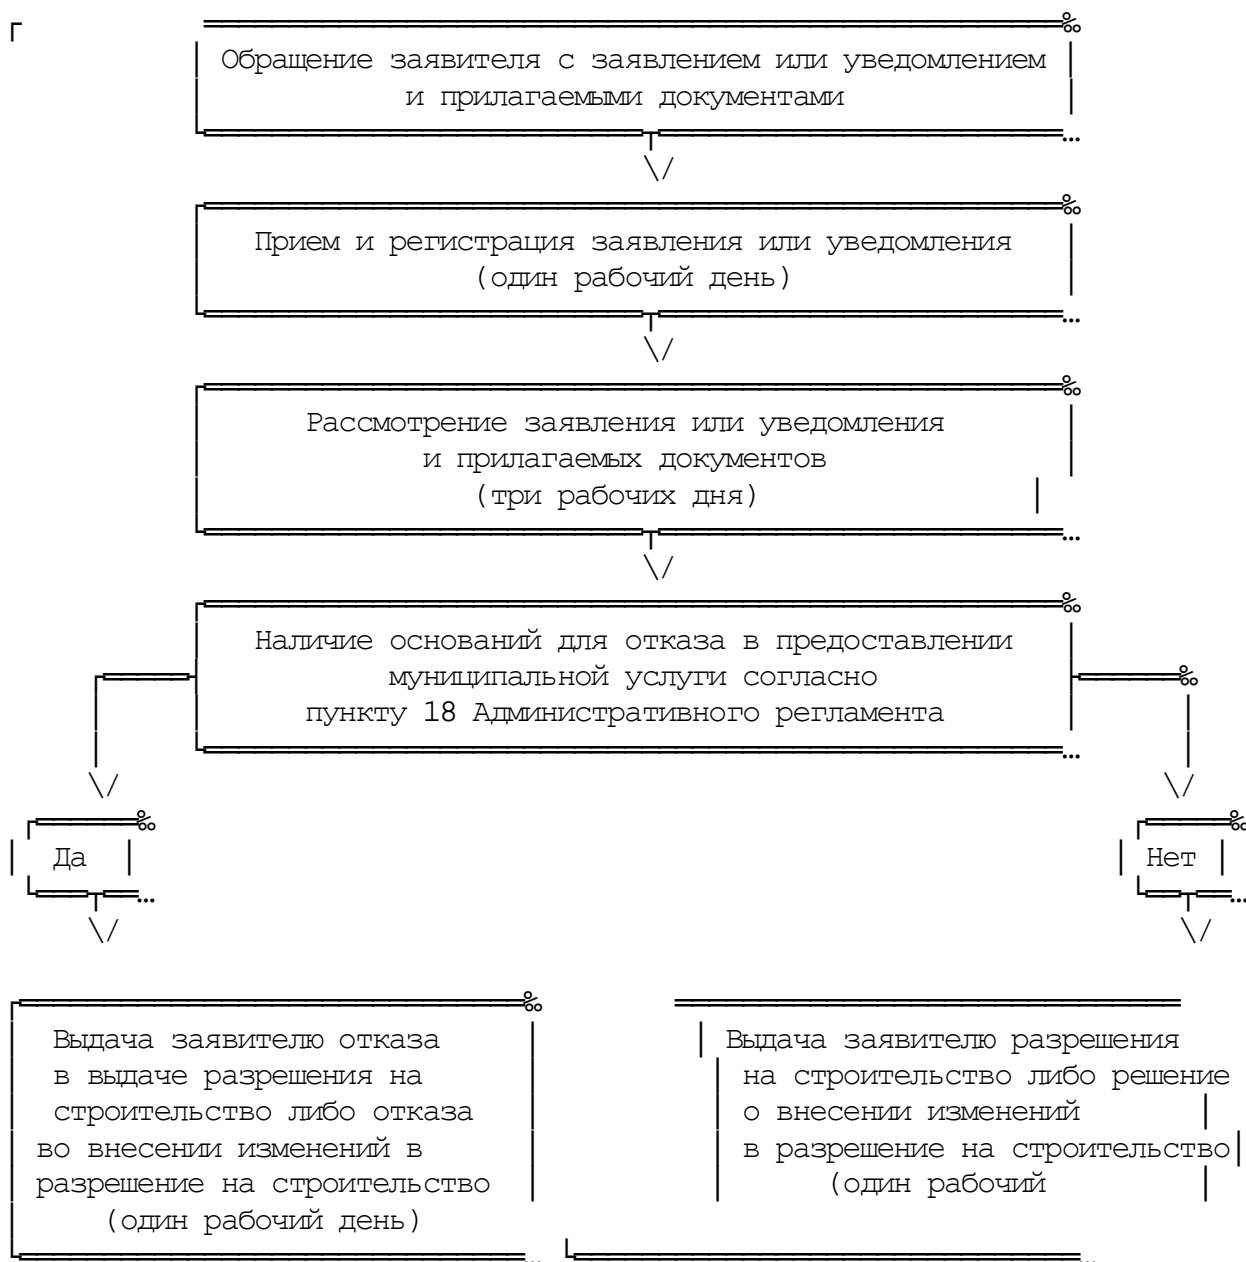 Обращение заявителя с заявлением или уведомлением
и прилагаемыми документами
Прием и регистрация заявления или уведомления
(один рабочий день)
Рассмотрение заявления или уведомления
и прилагаемых документов
(три рабочих дня)
Наличие оснований для отказа в предоставлении
муниципальной услуги согласно
пункту 18 Административного регламента
Да
Нет
Выдача заявителю отказа
в выдаче разрешения на
строительство либо отказа
во внесении изменений в
разрешение на строительство
(один рабочий день)
Выдача заявителю разрешения
на строительство либо решение
о внесении изменений
в разрешение на строительство
(один рабочий